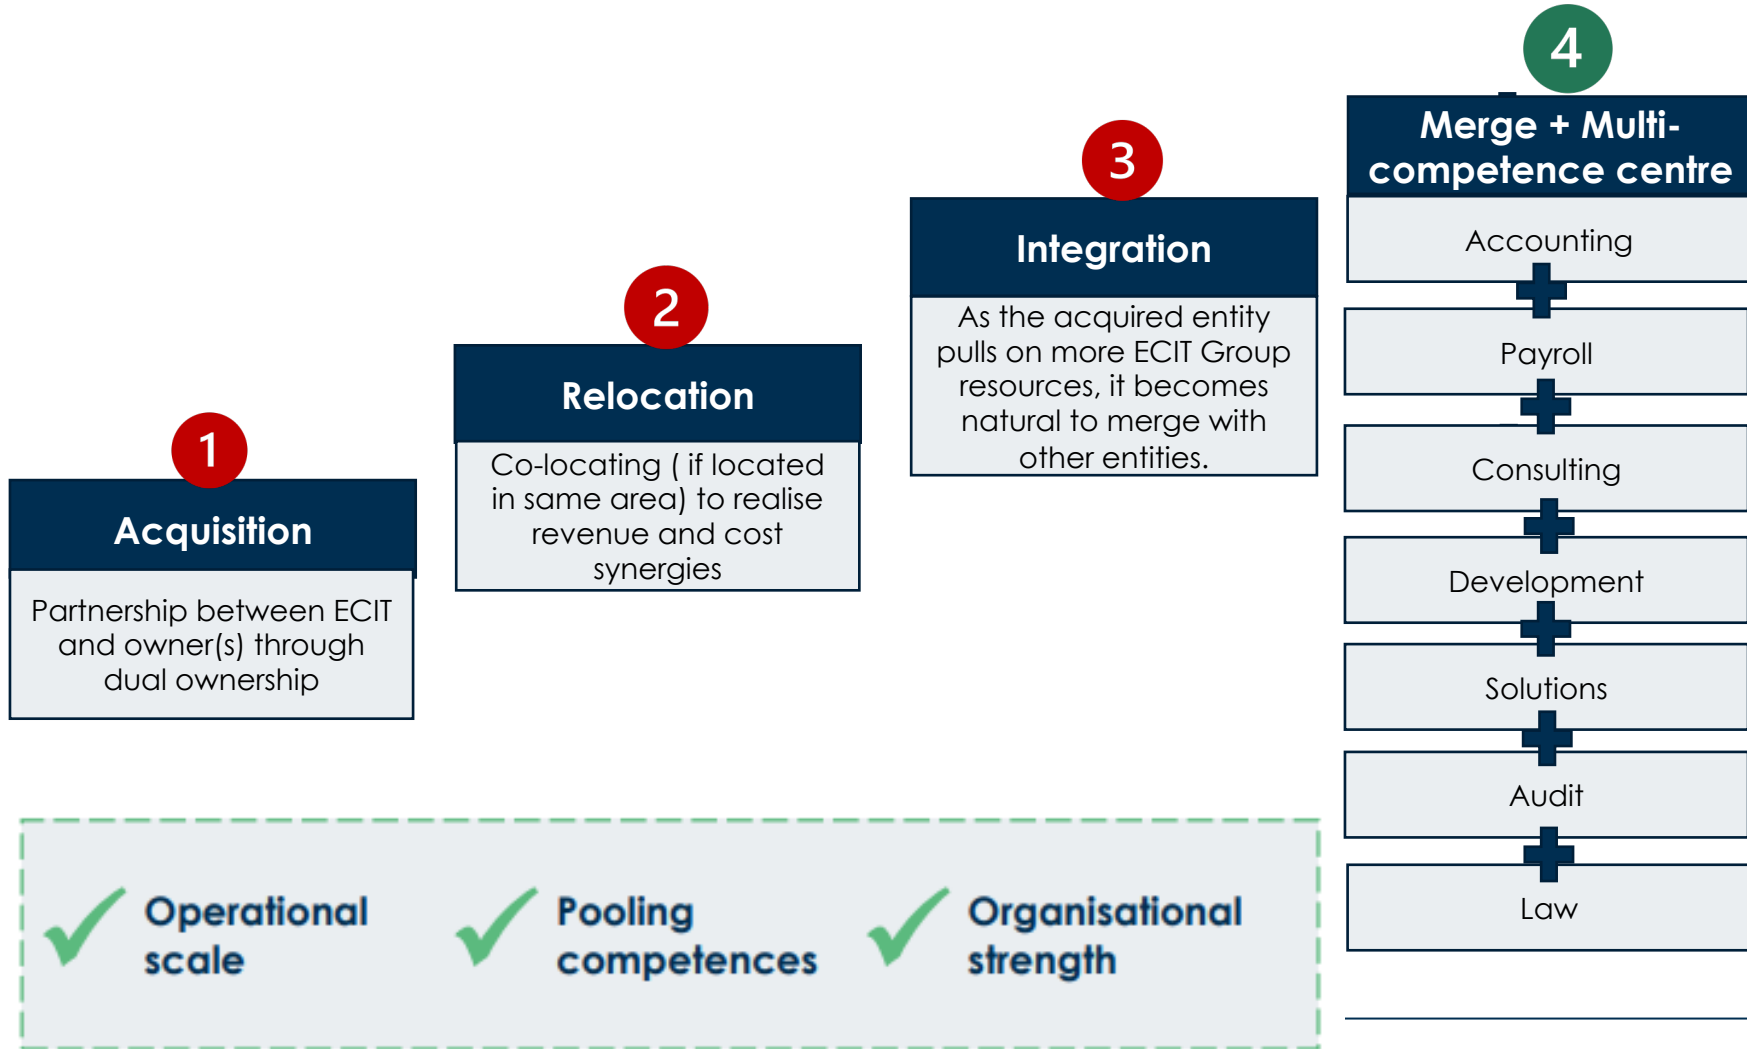 1
Acquisition
Partnership between ECIT
and owner(s) through
dual ownership
2
Relocation
Co-locating ( if located
in same area) to realise
revenue and cost
synergies
3
Integration
As the acquired entity
pulls on more ECIT Group
resources, it becomes
natural to merge with
other entities.
4
Merge + Multi-
competence centre
Accounting
Payroll
Consulting
Development
Solutions
Audit
Law
Operational
scale
Pooling
competences
Organisational
strength